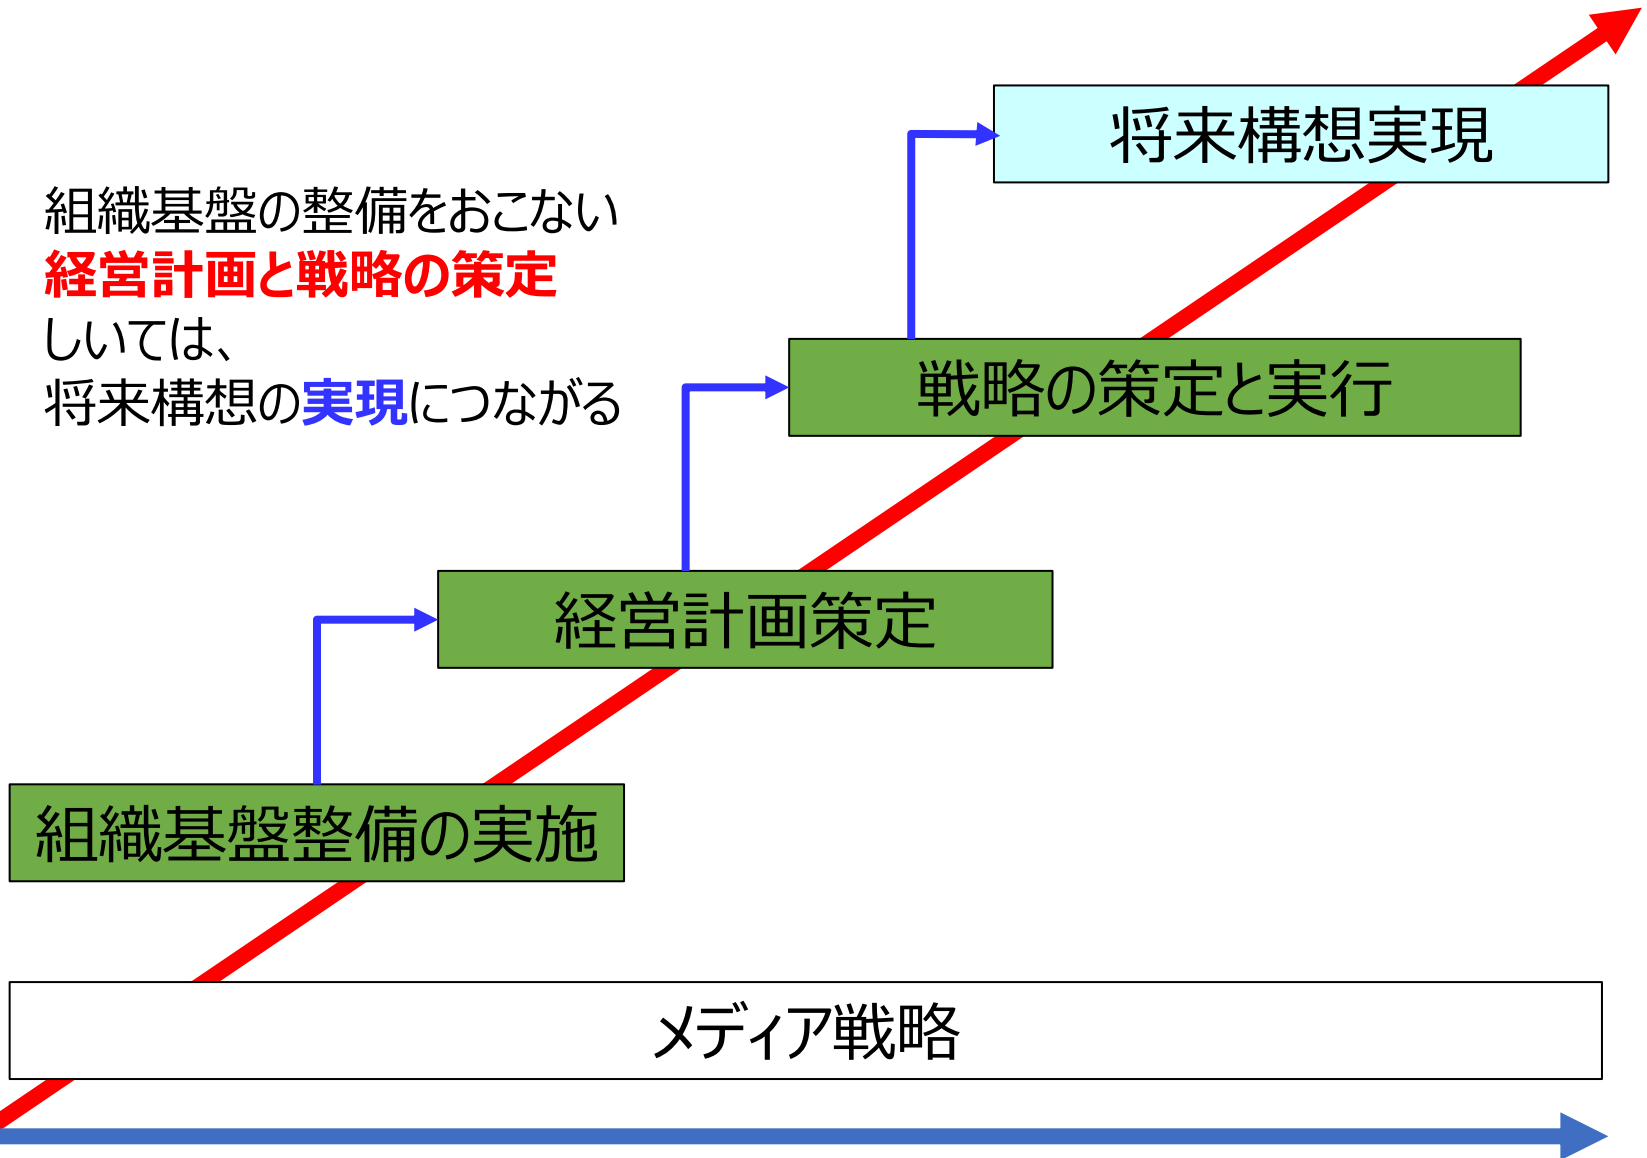 将来構想実現
組織基盤の整備をおこない
経営計画と戦略の策定
しいては、
将来構想の実現につながる
戦略の策定と実行
経営計画策定
組織基盤整備の実施
メディア戦略